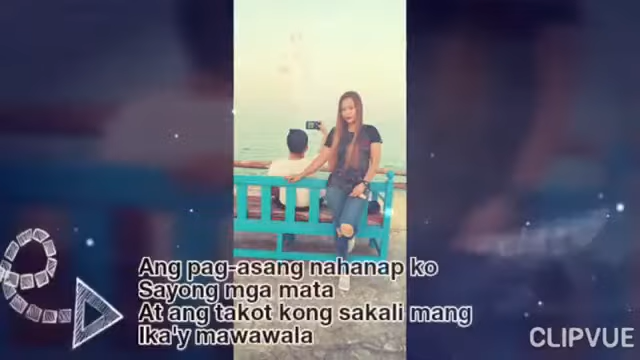 Ang pag-asang nahanap ko
Sayong mga mata
At ang takot kong sakali mang
Ika'y mawawala
CLIPVUE